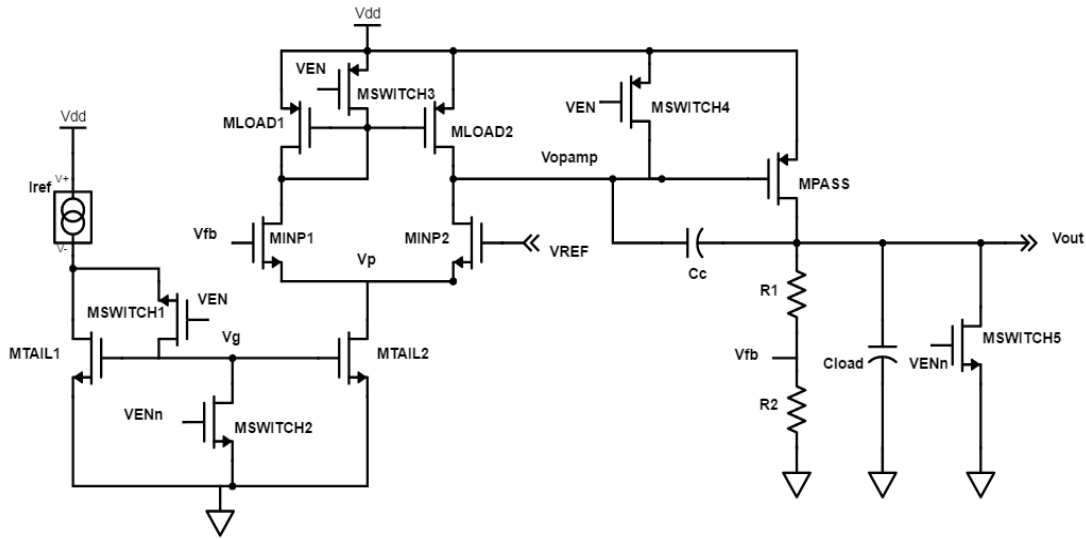 Vdd
VEN
MSWITCH3
MLOAD1
MLOAD2
VEN
MSWITCH4
Vdd
Vopamp
MPASS
V+
Iref
V-
Vfb
MINP1
MINP2
VREF
Vout
Cc
Vp
R1
MSWITCH1
VEN
Vg
MTAIL1
MTAIL2
Vfb
Cload
MSWITCH5
VENn
R2
VENn
MSWITCH2